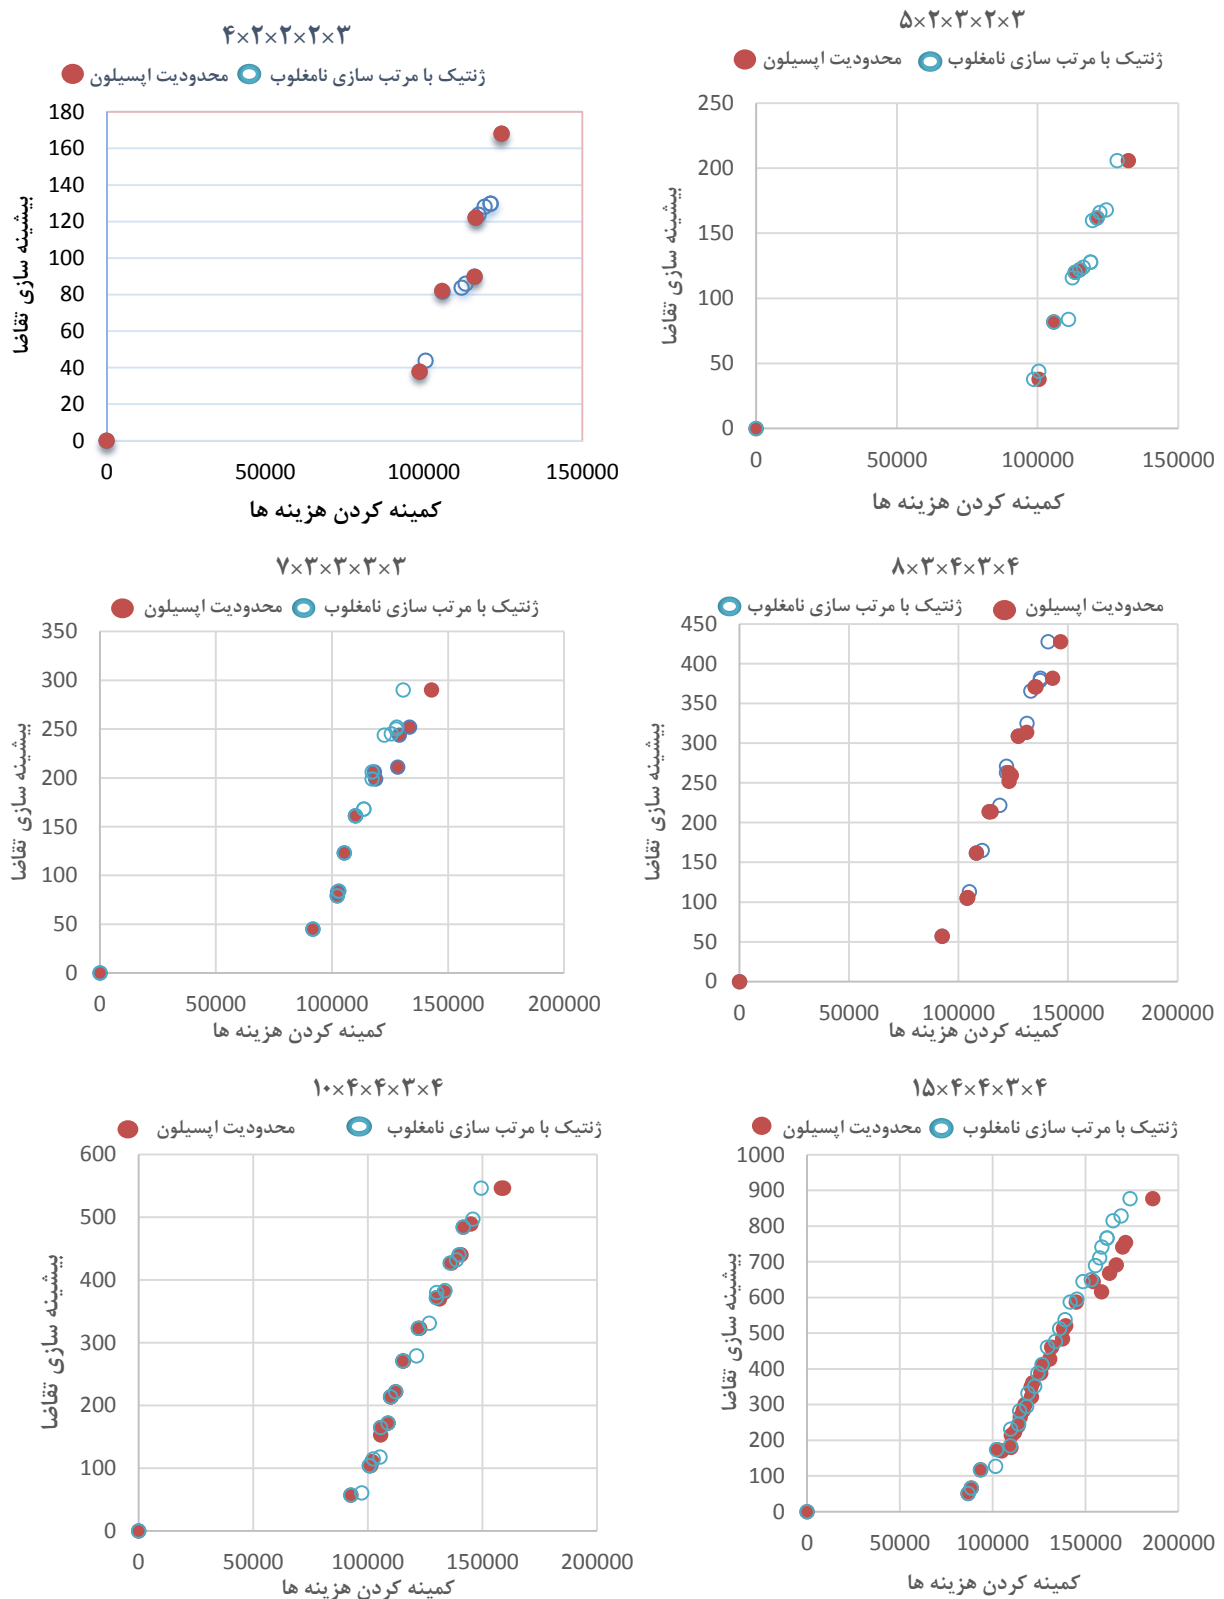 ۴×۲×۲×۲×۳
محدودیت اپسیلون ژنتیک با مرتب سازی نامغلوب
180
160
140
120
100
80
60
40
20
0
بیشینه سازی تقاضا
0 50000 100000 150000
کمینه کردن هزینه ها
۵×۲×۳×۲×۳
محدودیت اپسیلون ژنتیک با مرتب سازی نامغلوب
250
200
150
100
50
0
بیشینه سازی تقاضا
0 50000 100000 150000
کمینه کردن هزینه ها
۷×۳×۳×۳×۳
محدودیت اپسیلون ژنتیک با مرتب سازی نامغلوب
350
300
250
200
150
100
50
0
بیشینه سازی تقاضا
0 50000 100000 150000 200000
کمینه کردن هزینه ها
۸×۳×۴×۳×۴
ژنتیک با مرتب سازی نامغلوب محدودیت اپسیلون
450
400
350
300
250
200
150
100
50
0
بیشینه سازی تقاضا
0 50000 100000 150000 200000
کمینه کردن هزینه ها
۱۰×۴×۴×۳×۴
محدودیت اپسیلون ژنتیک با مرتب سازی نامغلوب
600
500
400
300
200
100
0
بیشینه سازی تقاضا
0 50000 100000 150000 200000
کمینه کردن هزینه ها
۱۵×۴×۴×۳×۴
محدودیت اپسیلون ژنتیک با مرتب سازی نامغلوب
1000
900
800
700
600
500
400
300
200
100
0
بیشینه سازی تقاضا
0 50000 100000 150000 200000
کمینه کردن هزینه ها